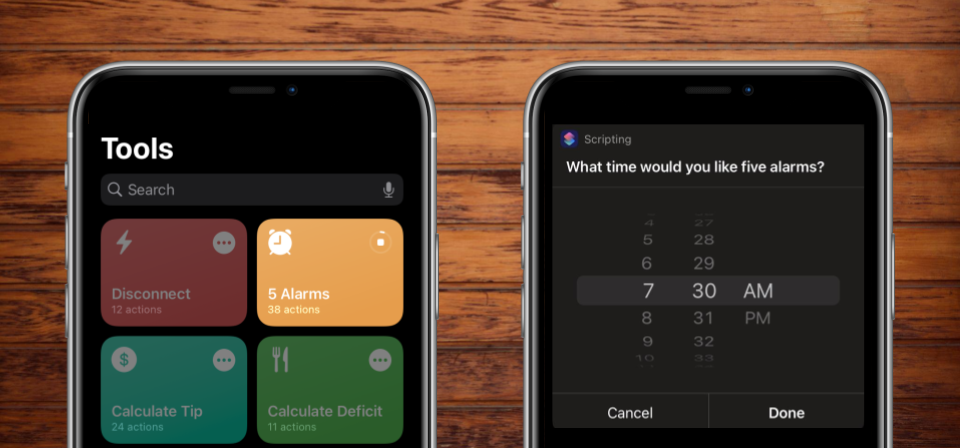 Tools
Search
Disconnect
12 actions
5 Alarms
38 actions
$
Calculate Tip
24 actions
Calculate Deficit
11 actions
Scripting
What time would you like five alarms?
4 27
5 28
6 29
7 30 AM
8 31 PM
9 32
10 33
Cancel Done